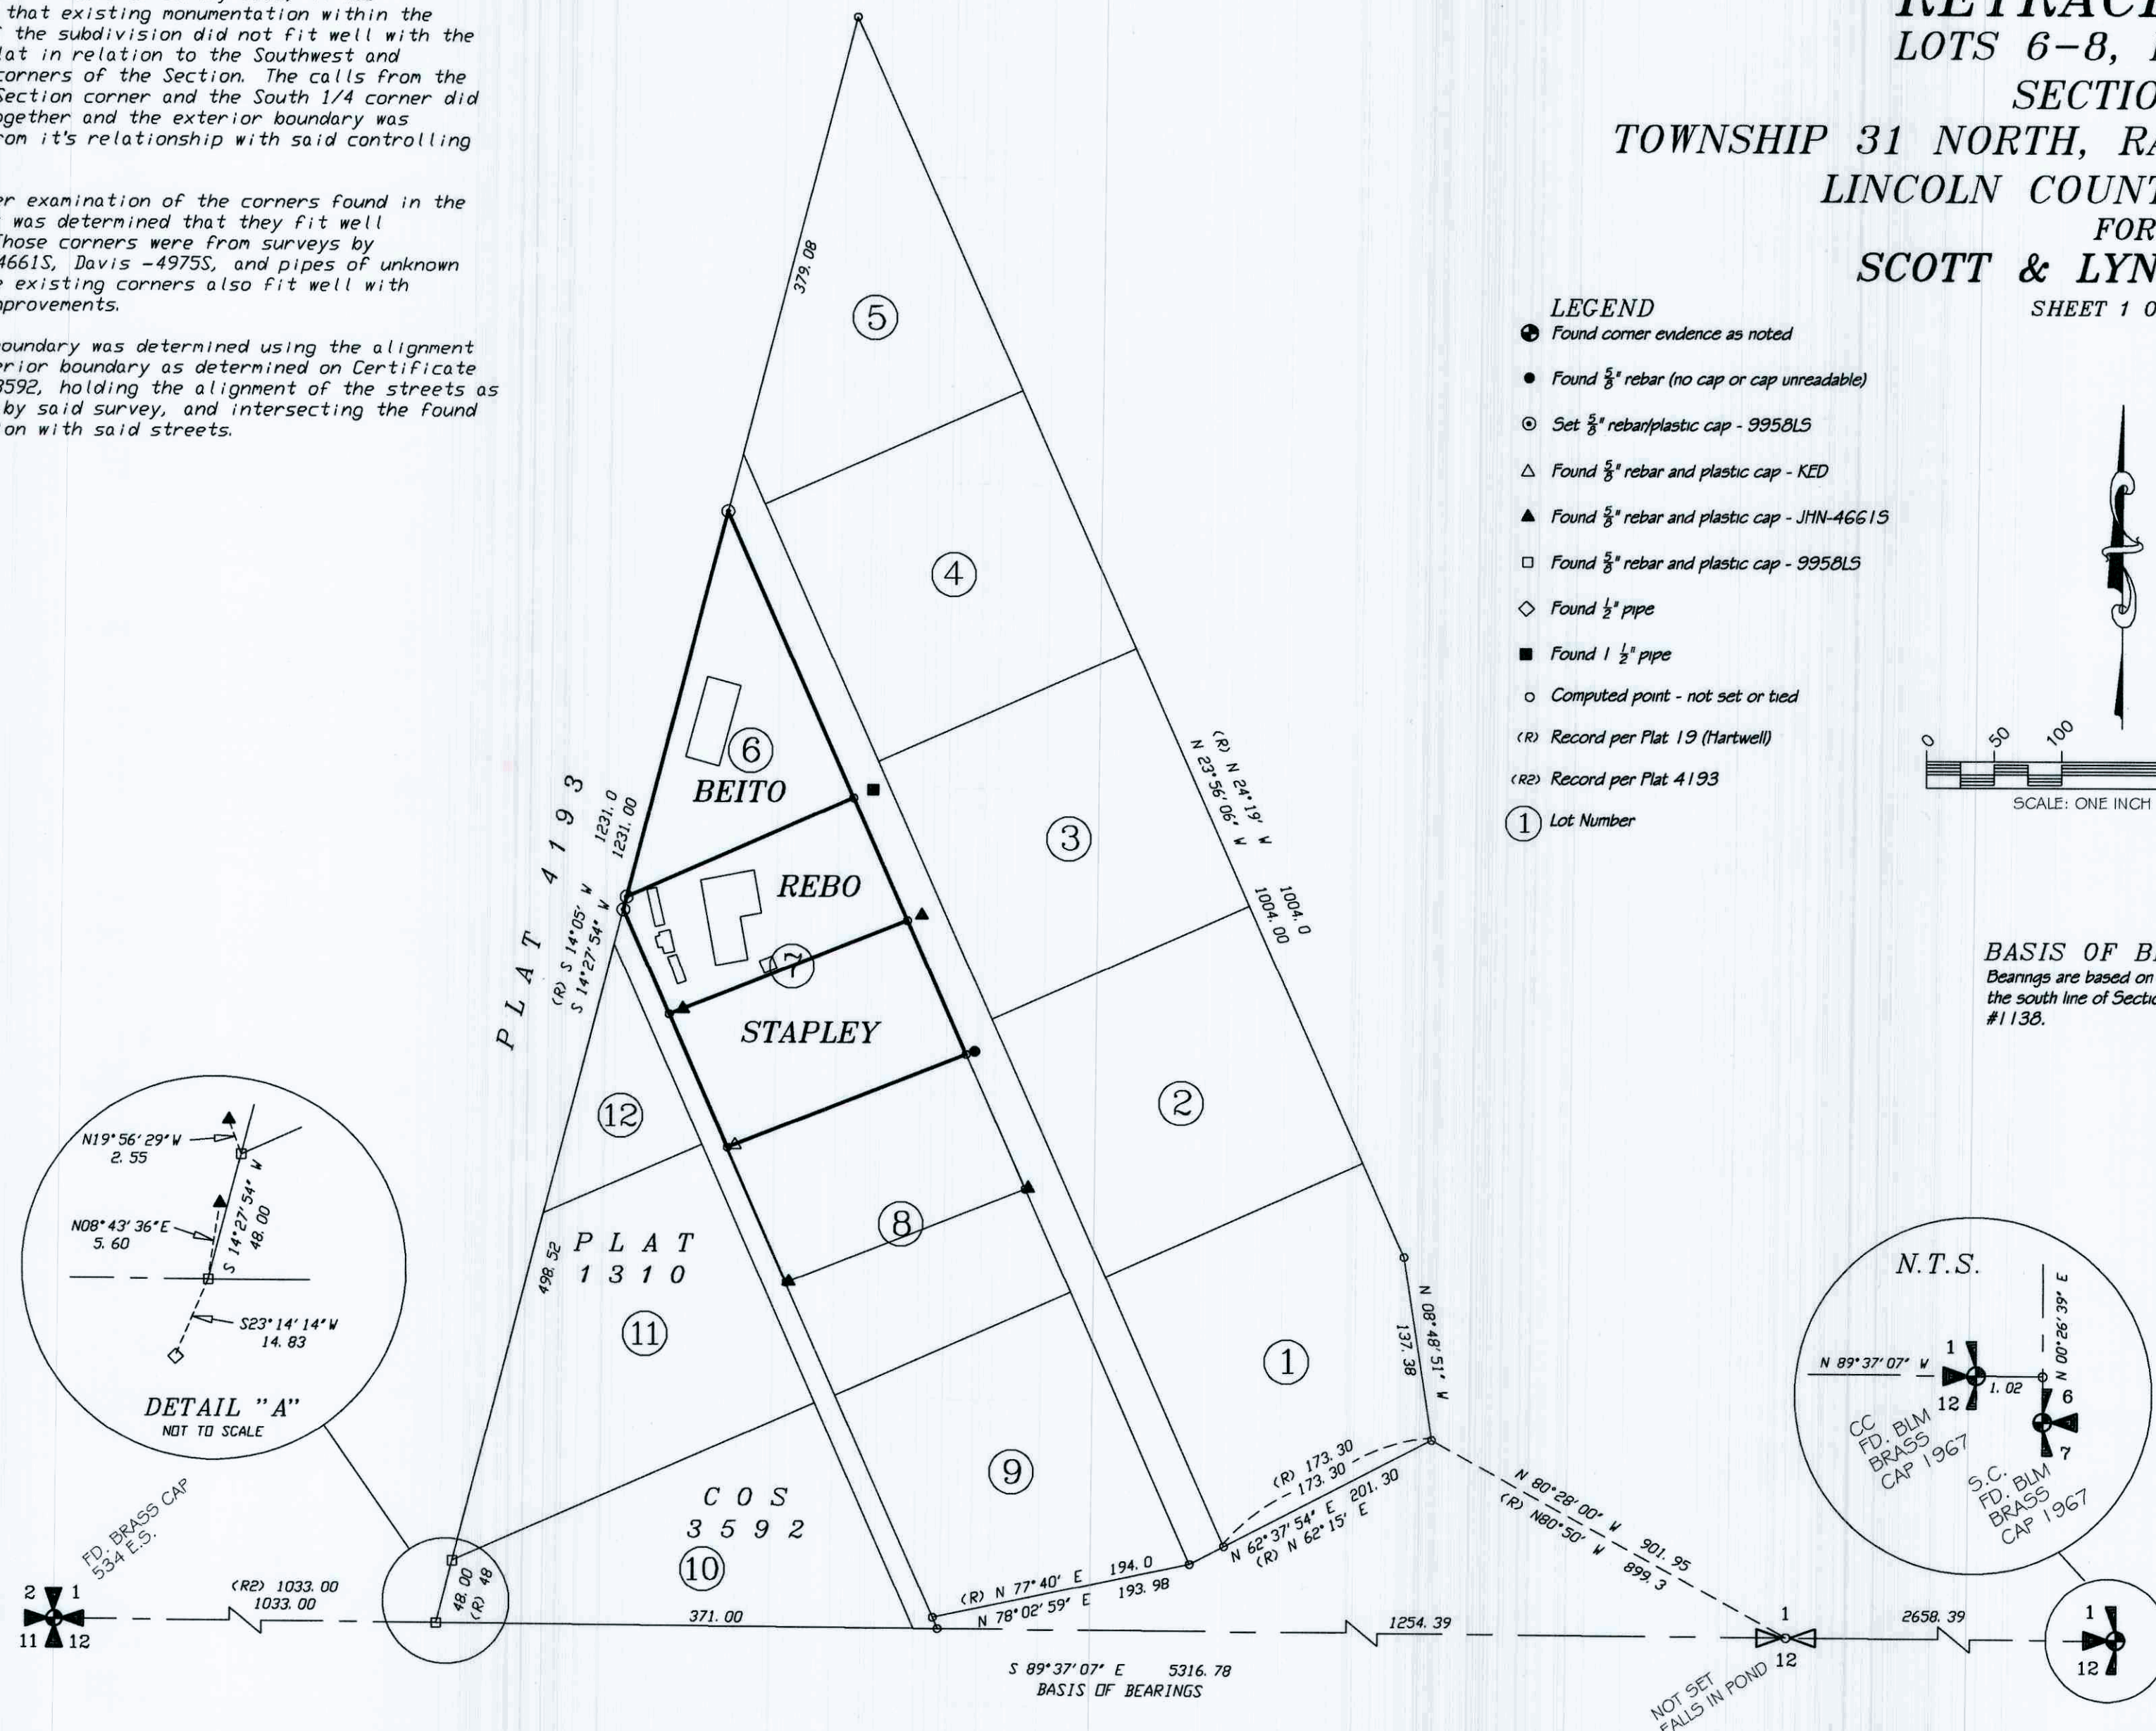 that existing monumentation within the
the subdivision did not fit well with the
lat in relation to the Southwest and
corners of the Section. The calls from the
Section corner and the South 1/4 corner did
ogether and the exterior boundary was
rom it's relationship with said controlling
er examination of the corners found in the
was determined that they fit well
Those corners were from surveys by
4661S, Davis -4975S, and pipes of unknown
existing corners also fit well with
mprovements.
oundary was determined using the alignment
erior boundary as determined on Certificate
3592, holding the alignment of the streets as
by said survey, and intersecting the found
on with said streets.
LOTS 6-8,
SECTIO
TOWNSHIP 31 NORTH, RA
LINCOLN COUNT
FOR
SCOTT & LYN
SHEET 1 O
LEGEND
Found corner evidence as noted
Found 5/8" rebar (no cap or cap unreadable)
Set 5/8" rebar/plastic cap - 9958LS
Found 5/8" rebar and plastic cap - KED
Found 5/8" rebar and plastic cap - JHN-4661S
Found 5/8" rebar and plastic cap - 9958LS
Found 1/2" pipe
Found 1 1/2" pipe
Computed point - not set or tied
(R) Record per Plat 19 (Hartwell)
(R2) Record per Plat 4193
1 Lot Number
0 50 100
SCALE: ONE INCH
BASIS OF B
Bearings are based on
the south line of Secti
#1138.
379.08
5
4
3
2
1
6
BEITO
REBO
7
STAPLEY
8
9
10
11
12
PLAT 4193
1231.0
1231.00
(R) S 14°05' W
S 14°27'54" W
(R) N 24°19' W
N 23°56'06" W
1004.0
1004.00
N 08°48'51" W
137.38
PLAT
1310
498.52
COS
3592
N19°56'29"W
2.55
N08°43'36"E
5.60
S 14°27'54" W
48.00
S23°14'14"W
14.83
DETAIL "A"
NOT TO SCALE
FD. BRASS CAP
534 E.S.
2 1
11 12
(R2) 1033.00
1033.00
48.00
(R) 48
371.00
(R) N 77°40' E 194.0
N 78°02'59" E 193.98
(R) 173.30
173.30
N 62°37'54" E 201.30
(R) N 62°15' E
N 80°28'00" W 901.95
(R) N80°50' W 899.3
1254.39
S 89°37'07" E 5316.78
BASIS OF BEARINGS
1
12
NOT SET
FALLS IN POND
2658.39
1
12
N.T.S.
N 89°37'07" W
1
12
1.02
N 00°26'39" E
6
7
CC
FD. BLM
BRASS
CAP 1967
S.C.
FD. BLM
BRASS
CAP 1967